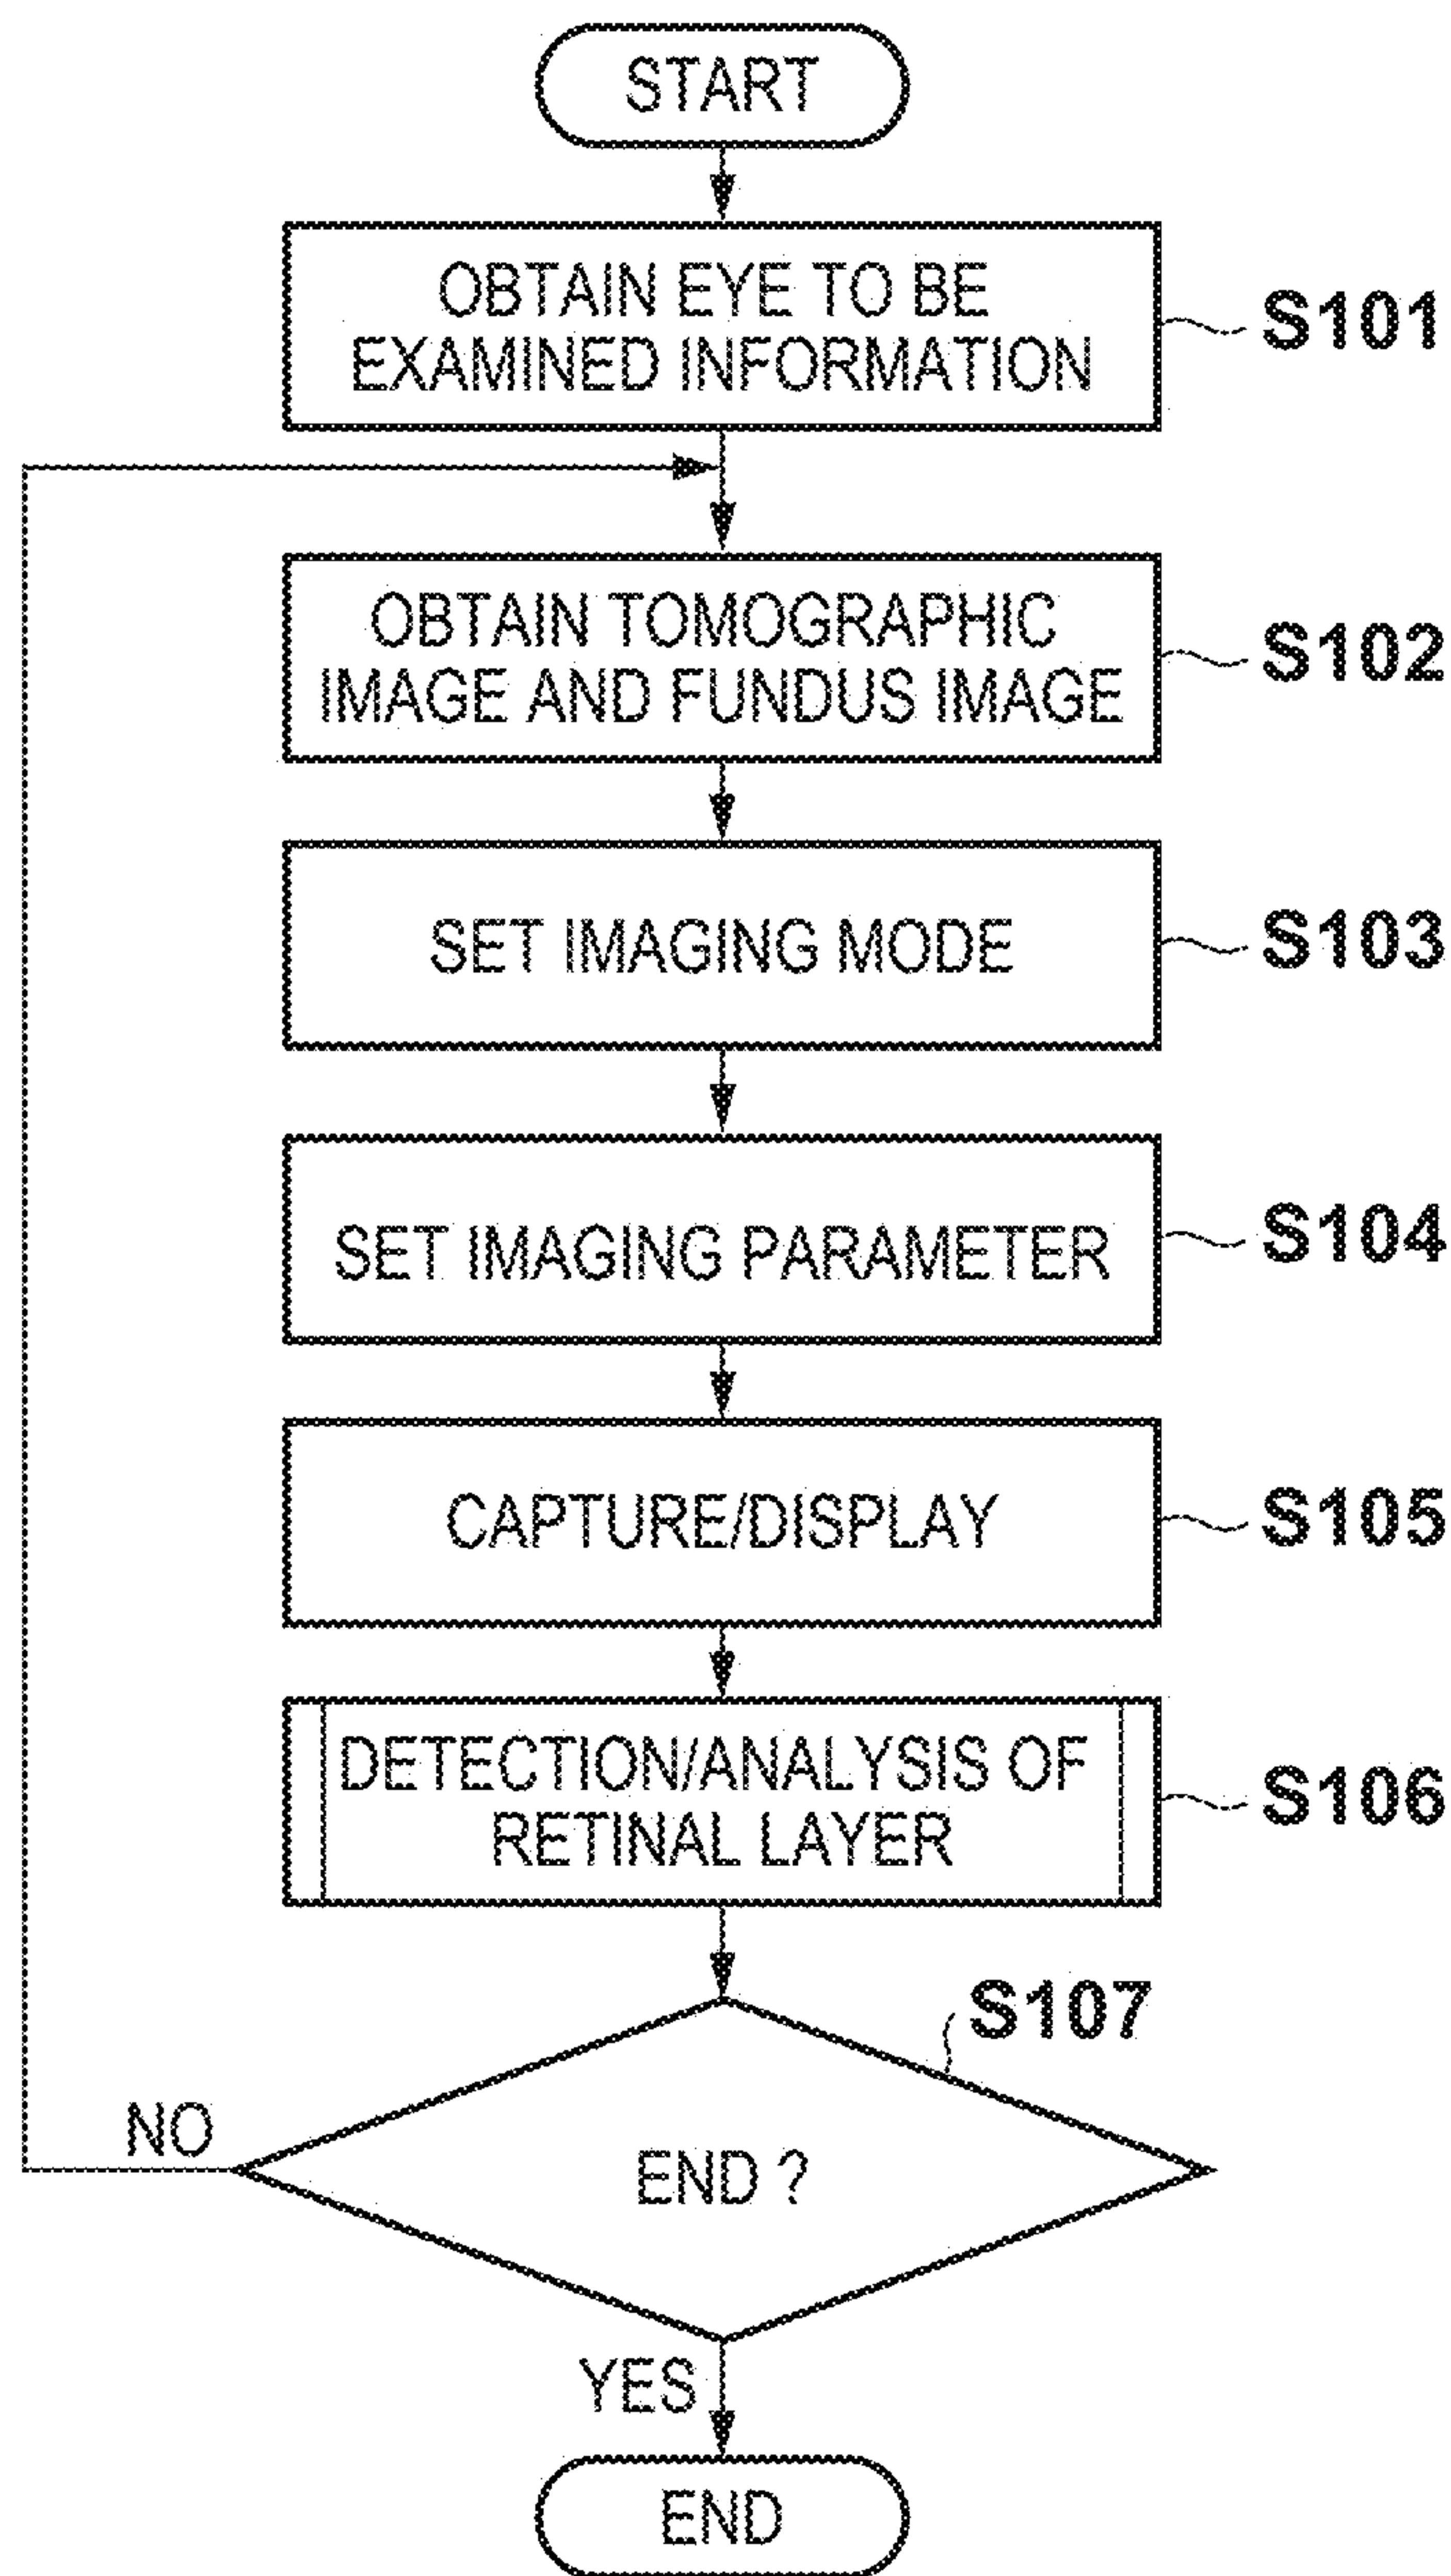 START
OBTAIN EYE TO BE
EXAMINED INFORMATION
S101
OBTAIN TOMOGRAPHIC
IMAGE AND FUNDUS IMAGE
S102
SET IMAGING MODE
S103
SET IMAGING PARAMETER
S104
CAPTURE/DISPLAY
S105
DETECTION/ANALYSIS OF
RETINAL LAYER
S106
S107
NO
END ?
YES
END